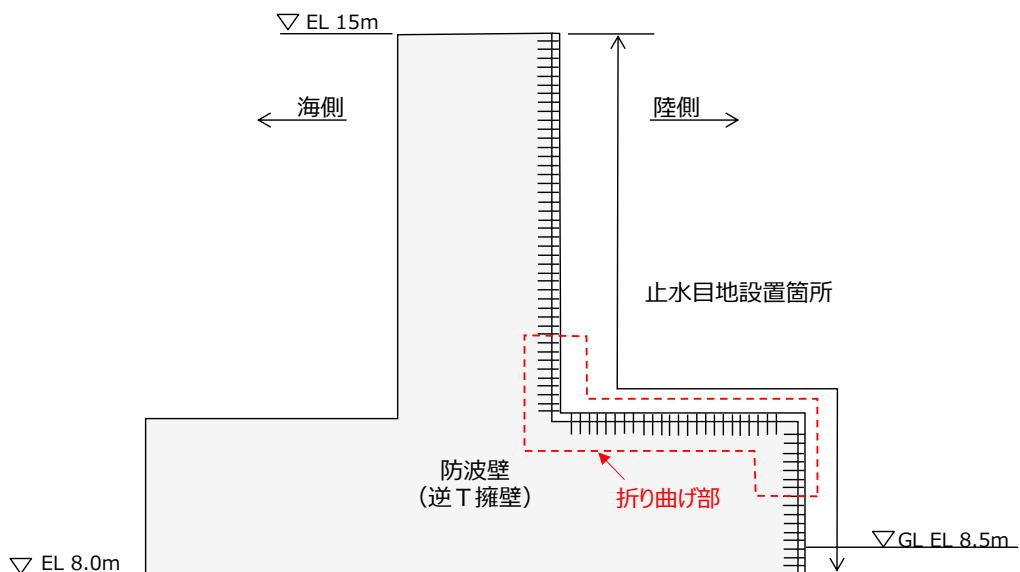 ▽ EL 15m
海側
陸側
止水目地設置箇所
防波壁
（逆Ｔ擁壁）
折り曲げ部
▽ GL EL 8.5m
▽ EL 8.0m